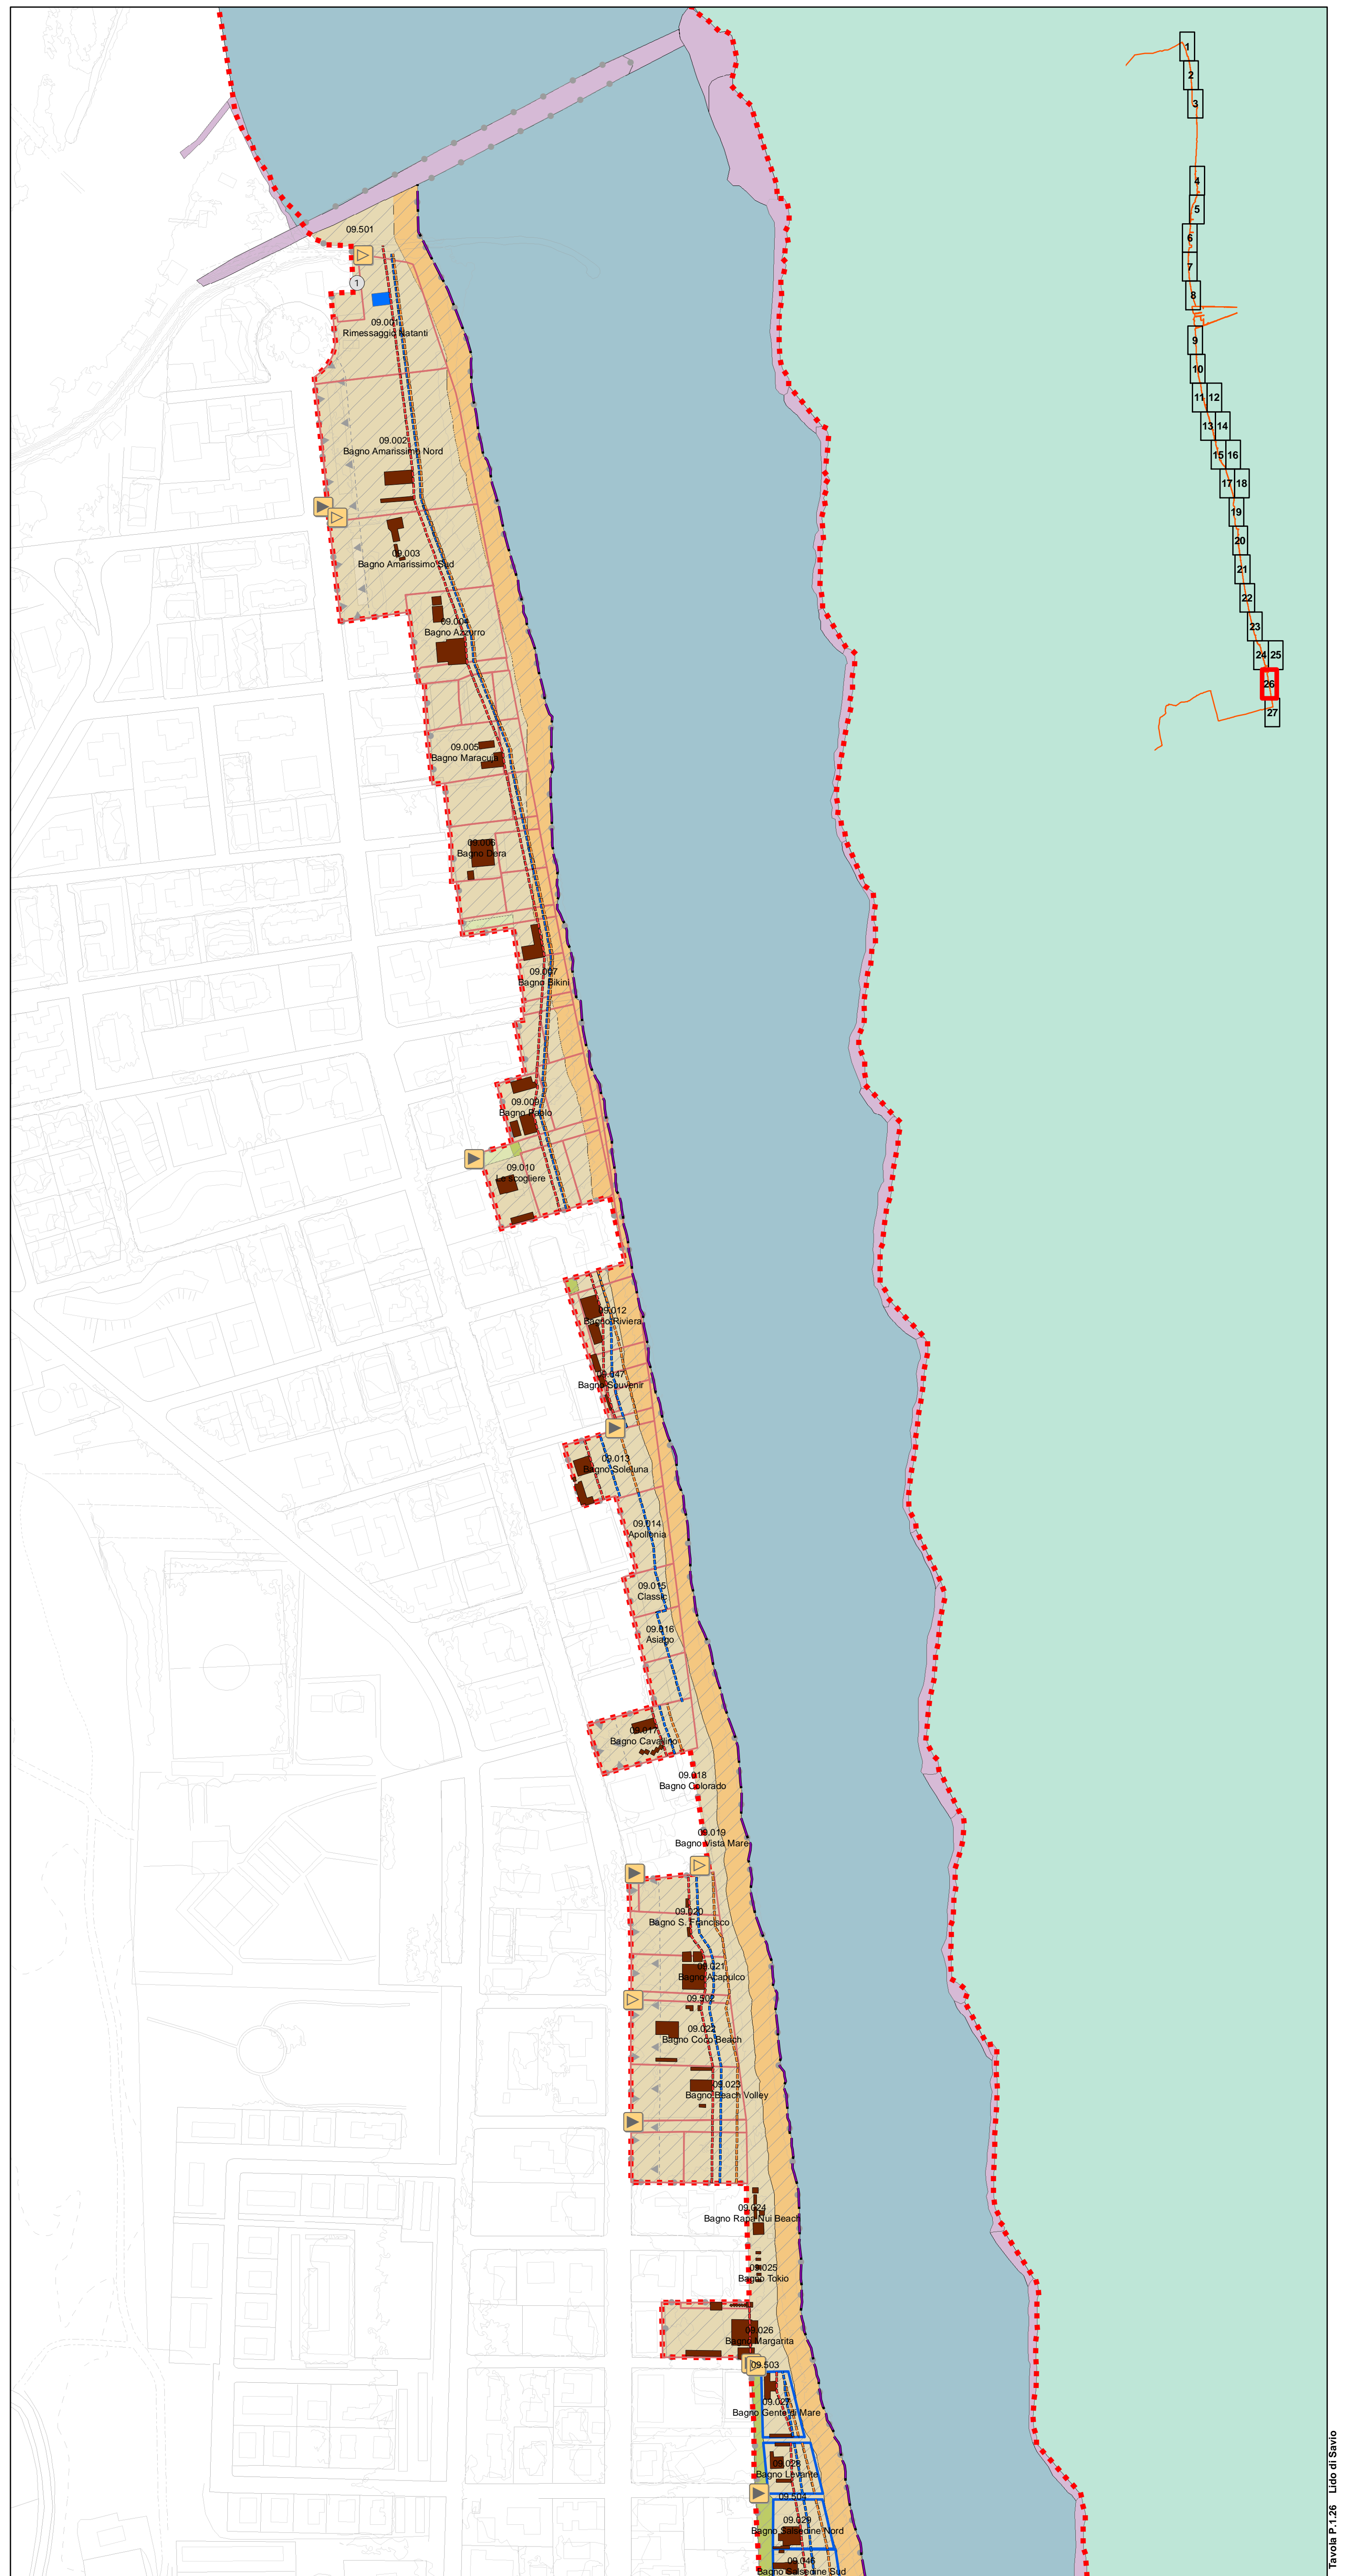 09.501
1
09.001
Rimessaggio Natanti
09.002
Bagno Amarissimo Nord
09.003
Bagno Amarissimo Sud
09.004
Bagno Azzurro
09.005
Bagno Maracuja
09.006
Bagno Dera
09.007
Bagno Bikini
09.009
Bagno Paolo
09.010
Le scogliere
09.012
Bagno Riviera
09.047
Bagno Souvenir
09.013
Bagno Soleluna
09.014
Apollonia
09.015
Classic
09.016
Asiago
09.017
Bagno Cavallino
09.018
Bagno Colorado
09.019
Bagno Vista Mare
09.020
Bagno S. Francisco
09.021
Bagno Acapulco
09.502
09.022
Bagno Coco Beach
09.023
Bagno Beach Volley
09.024
Bagno Rapa Nui Beach
09.025
Bagno Tokio
09.026
Bagno Margarita
09.503
09.027
Bagno Gente di Mare
09.028
Bagno Levante
09.504
09.029
Bagno Salsedine Nord
09.046
Bagno Salsedine Sud
1
2
3
4
5
6
7
8
9
10
11 12
13 14
15 16
17 18
19
20
21
22
23
24 25
26
27
Tavola P.1.26 Lido di Savio